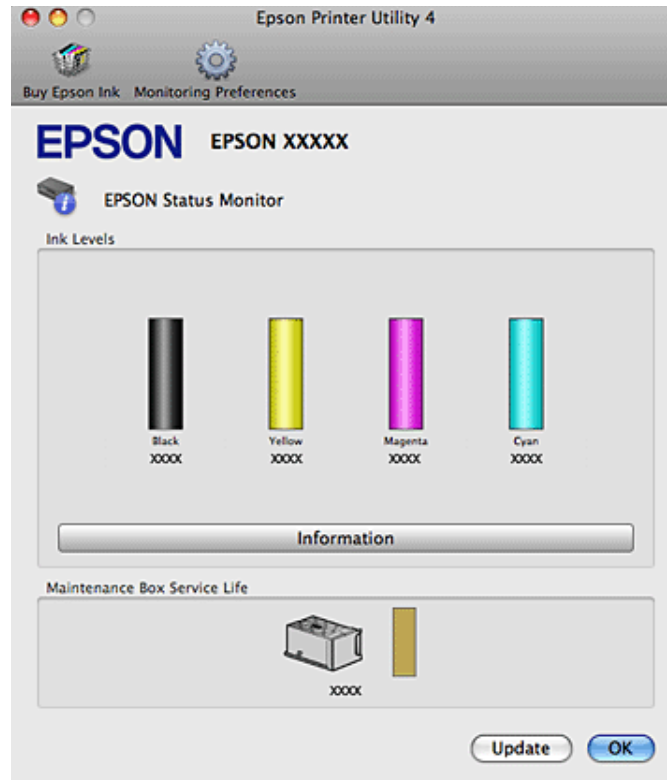 Epson Printer Utility 4
Buy Epson Ink Monitoring Preferences
EPSON EPSON XXXXX
EPSON Status Monitor
Ink Levels
Black Yellow Magenta Cyan
XXXX XXXX XXXX XXXX
Information
Maintenance Box Service Life
XXXX
Update OK